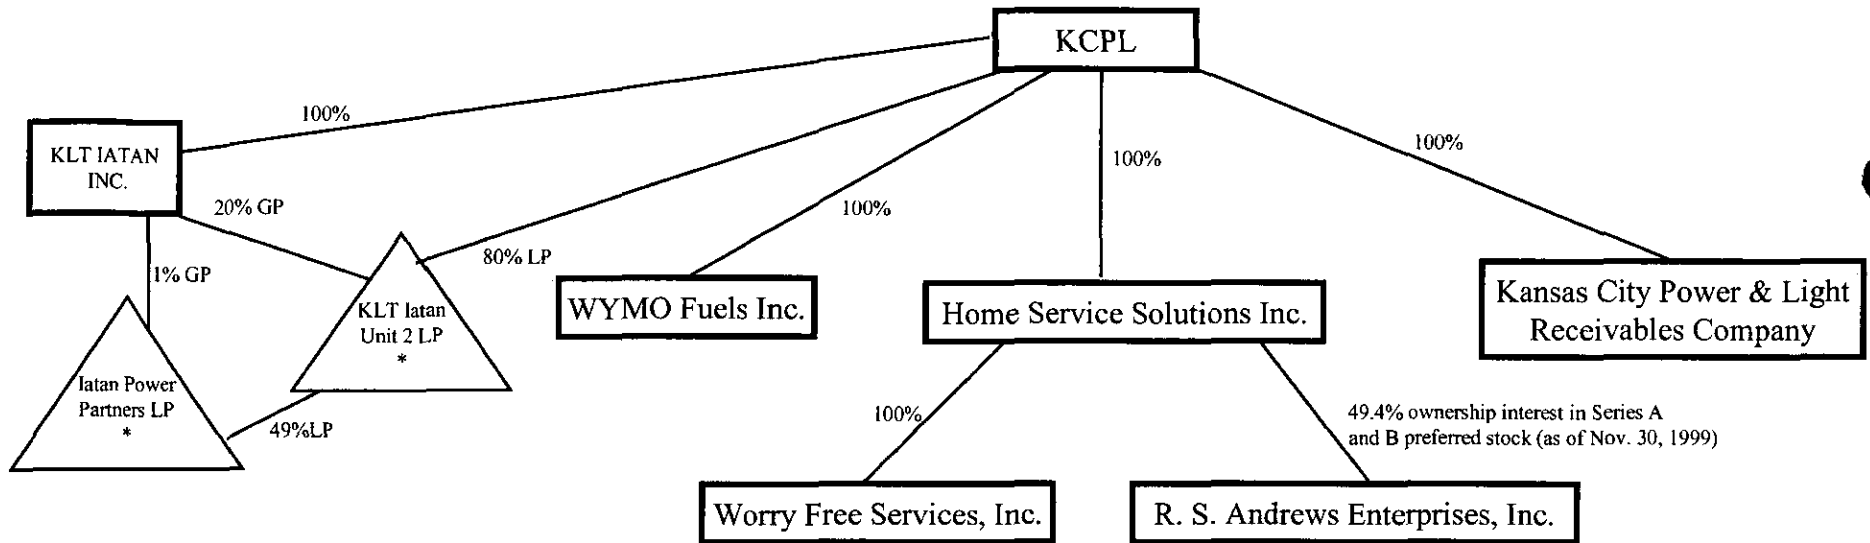 KCPL
100%
KLT IATAN
INC.
100%
100%
20% GP
100%
80% LP
1% GP
KLT Iatan
Unit 2 LP
*
WYMO Fuels Inc.
Home Service Solutions Inc.
Kansas City Power & Light
Receivables Company
Iatan Power
Partners LP
*
49%LP
100%
49.4% ownership interest in Series A
and B preferred stock (as of Nov. 30, 1999)
Worry Free Services, Inc.
R. S. Andrews Enterprises, Inc.